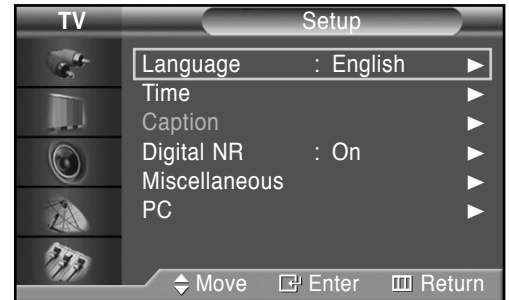 TV Setup
Language : English
Time
Caption
Digital NR : On
Miscellaneous
PC
Move Enter Return